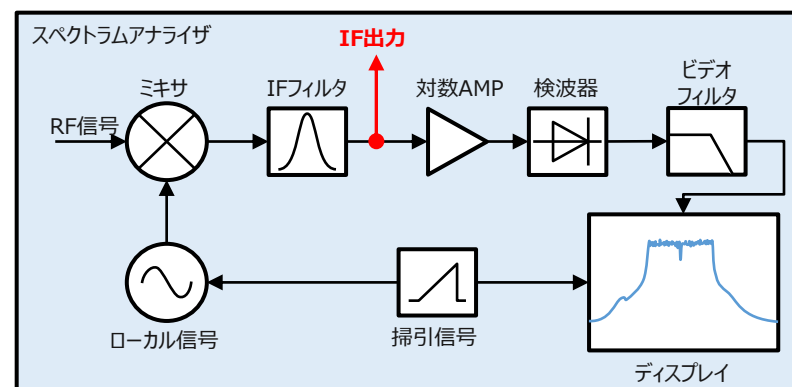 スペクトラムアナライザ
IF出力
ミキサ
IFフィルタ
対数AMP
検波器
ビデオ
フィルタ
RF信号
ローカル信号
掃引信号
ディスプレイ